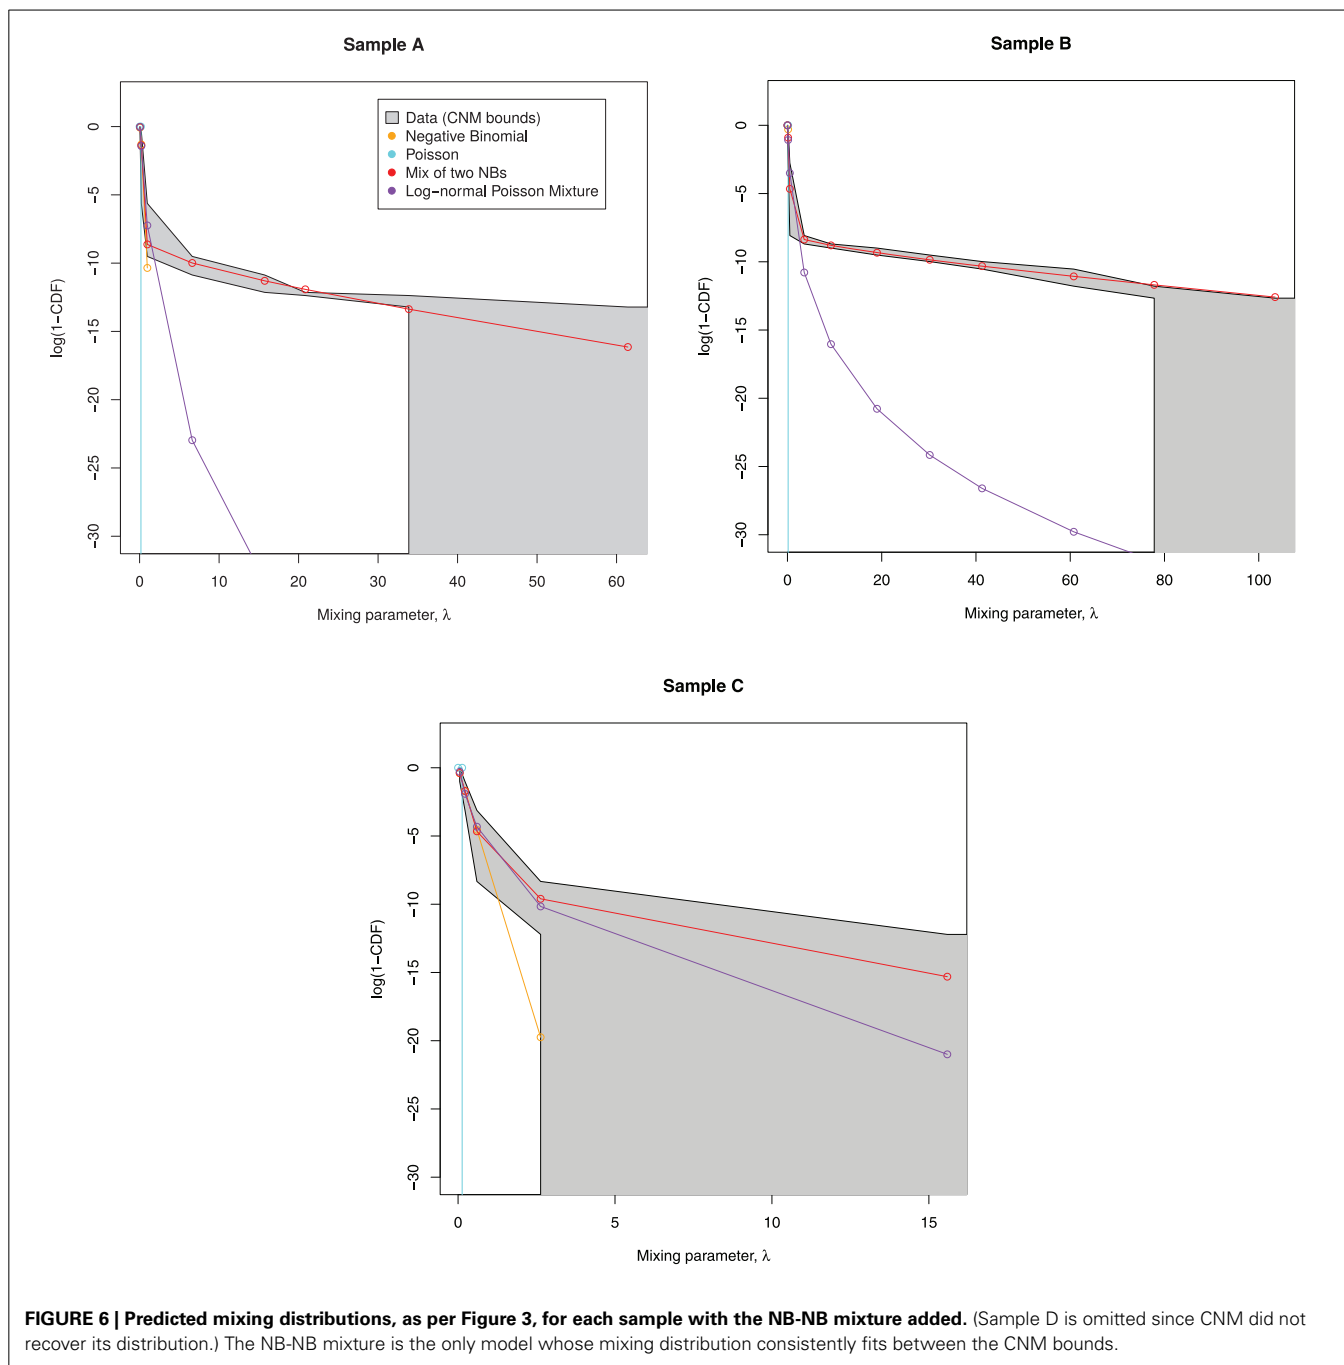 Sample A
0
−5
−10
−15
−20
−25
−30
log(1−CDF)
Data (CNM bounds)
Negative Binomial
Poisson
Mix of two NBs
Log−normal Poisson Mixture
0 10 20 30 40 50 60
Mixing parameter, λ
Sample B
0
−5
−10
−15
−20
−25
−30
log(1−CDF)
0 20 40 60 80 100
Mixing parameter, λ
Sample C
0
−5
−10
−15
−20
−25
−30
log(1−CDF)
0 5 10 15
Mixing parameter, λ
FIGURE 6 | Predicted mixing distributions, as per Figure 3, for each sample with the NB-NB mixture added. (Sample D is omitted since CNM did not
recover its distribution.) The NB-NB mixture is the only model whose mixing distribution consistently fits between the CNM bounds.